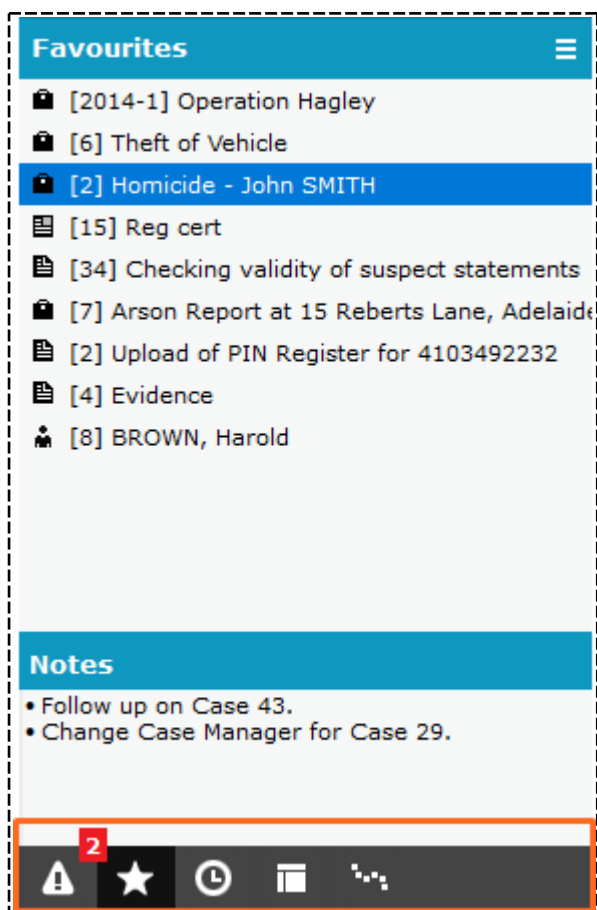 Favourites
[2014-1] Operation Hagley
[6] Theft of Vehicle
[2] Homicide - John SMITH
[15] Reg cert
[34] Checking validity of suspect statements
[7] Arson Report at 15 Reberts Lane, Adelaide
[2] Upload of PIN Register for 4103492232
[4] Evidence
[8] BROWN, Harold
Notes
• Follow up on Case 43.
• Change Case Manager for Case 29.
2